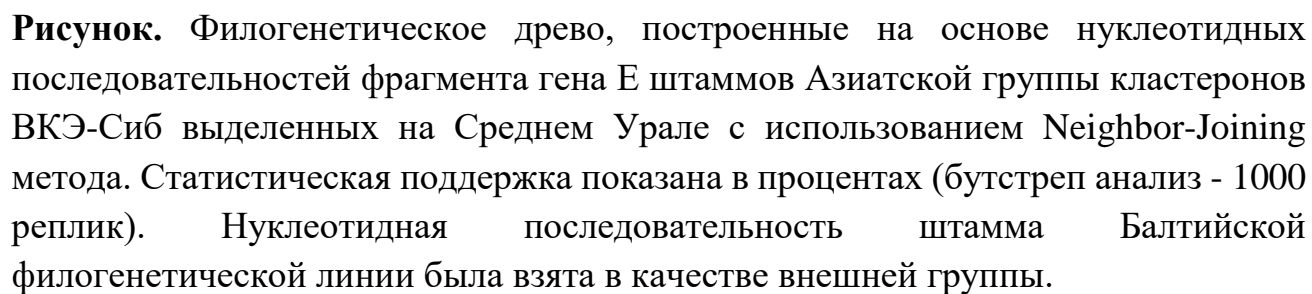 Рисунок. Филогенетическое древо, построенные на основе нуклеотидных
последовательностей фрагмента гена Е штаммов Азиатской группы кластеронов
ВКЭ-Сиб выделенных на Среднем Урале с использованием Neighbor-Joining
метода. Статистическая поддержка показана в процентах (бутстреп анализ - 1000
реплик). Нуклеотидная последовательность штамма Балтийской
филогенетической линии была взята в качестве внешней группы.